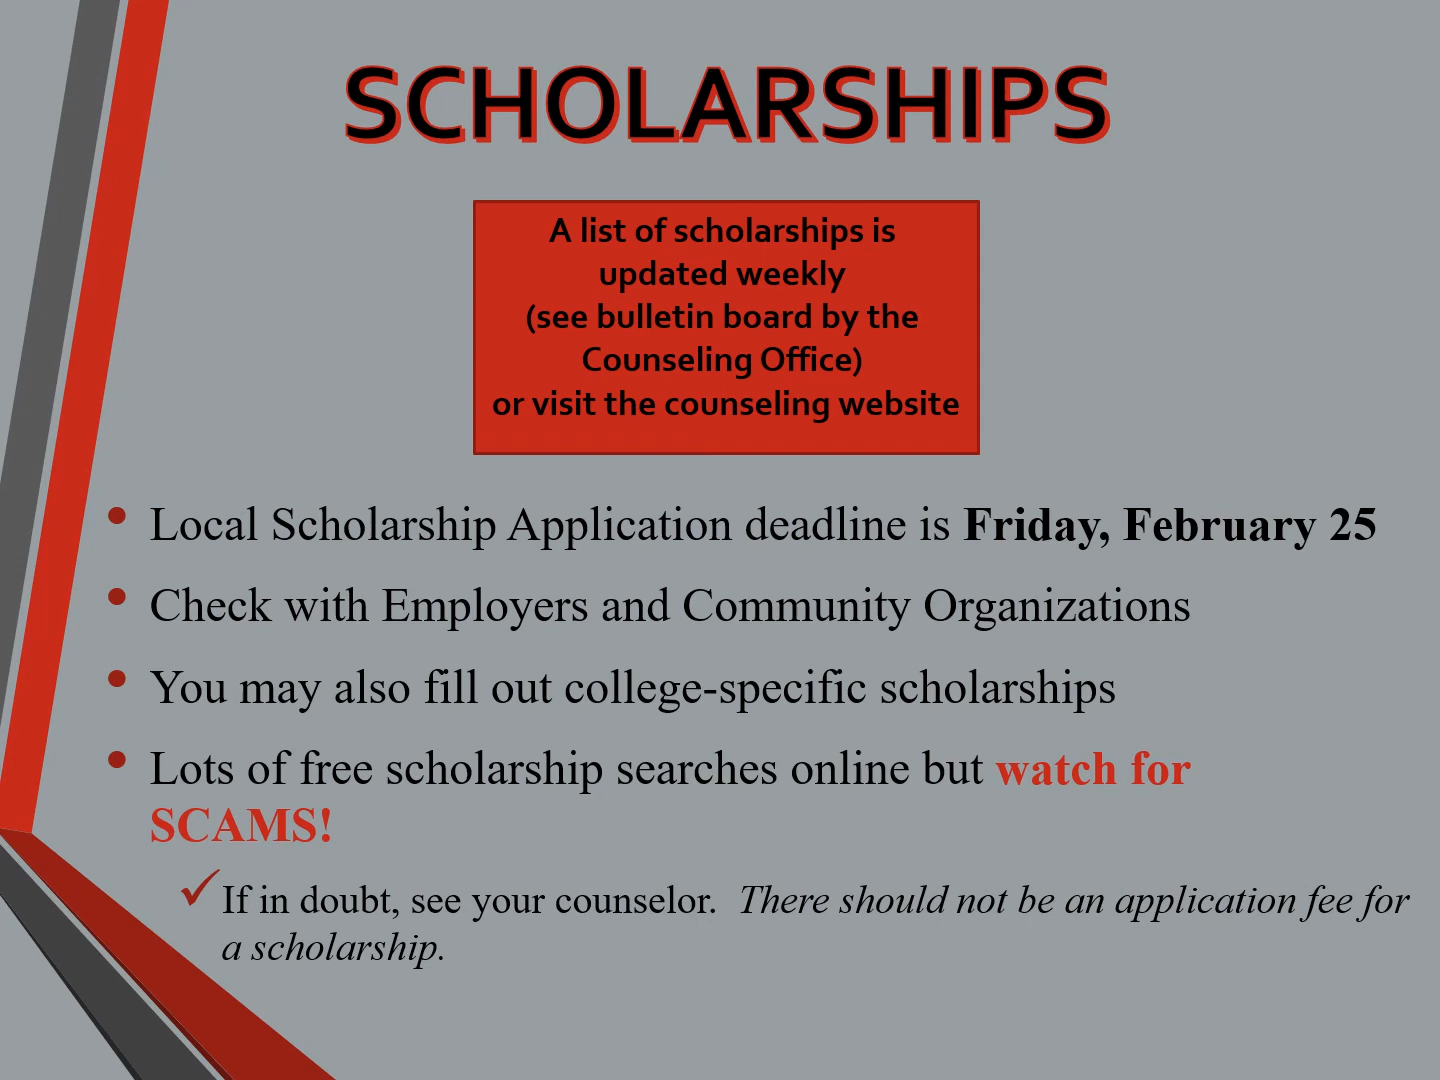 SCHOLARSHIPS
A list of scholarships is
updated weekly
(see bulletin board by the
Counseling Office)
or visit the counseling website
• Local Scholarship Application deadline is Friday, February 25
• Check with Employers and Community Organizations
• You may also fill out college-specific scholarships
• Lots of free scholarship searches online but watch for
SCAMS!
✓If in doubt, see your counselor.  There should not be an application fee for
a scholarship.